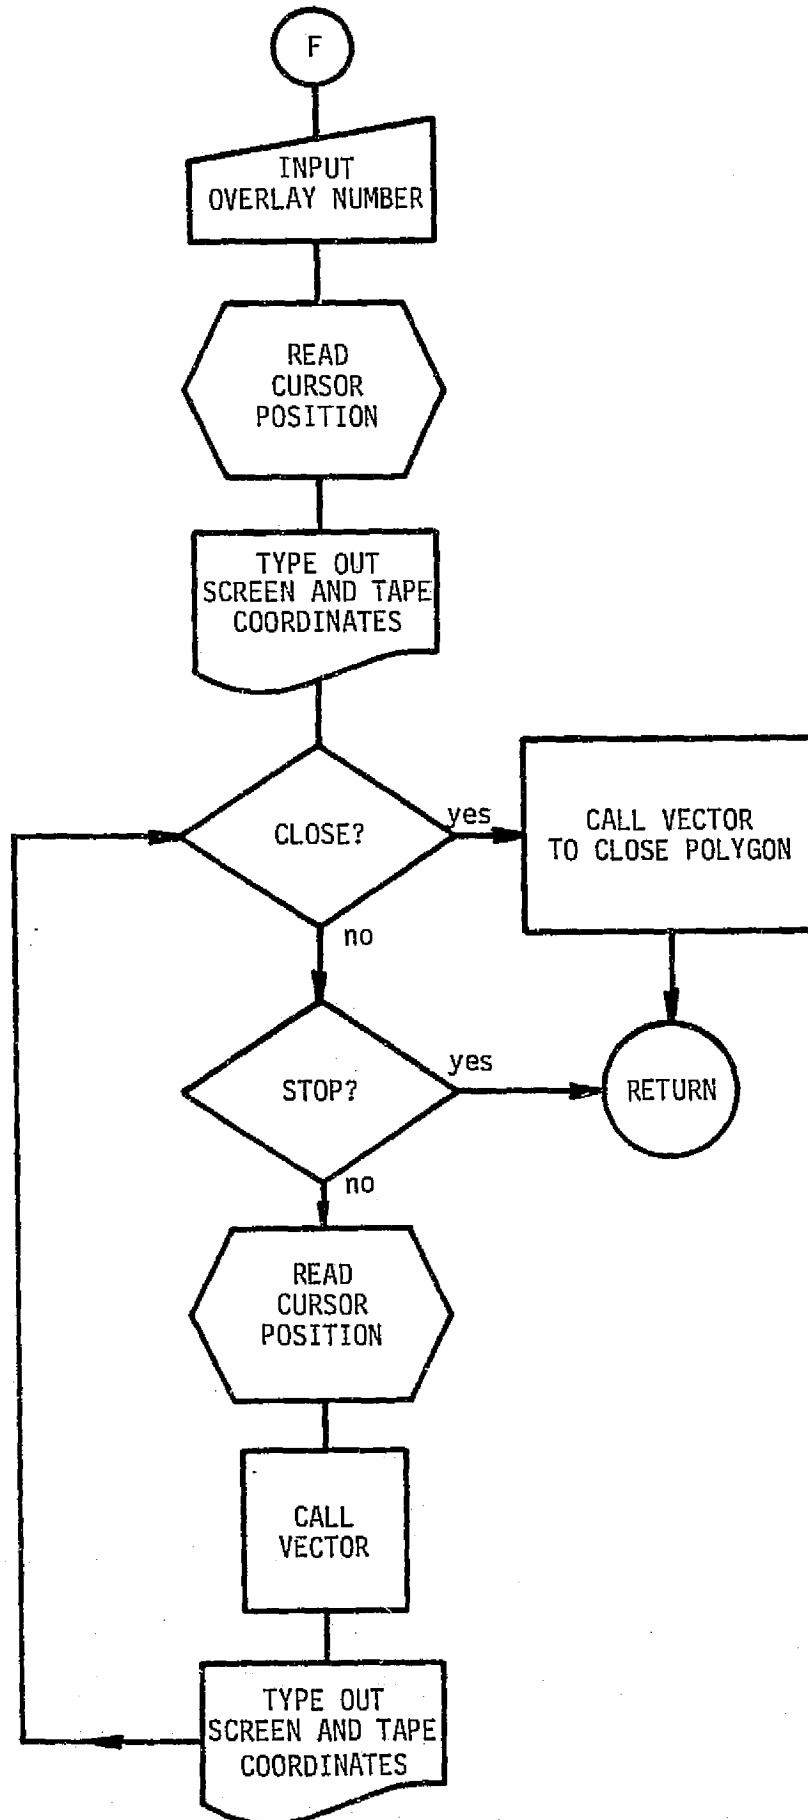 F
INPUT
OVERLAY NUMBER
READ
CURSOR
POSITION
TYPE OUT
SCREEN AND TAPE
COORDINATES
CLOSE?
yes
CALL VECTOR
TO CLOSE POLYGON
no
STOP?
yes
RETURN
no
READ
CURSOR
POSITION
CALL
VECTOR
TYPE OUT
SCREEN AND TAPE
COORDINATES